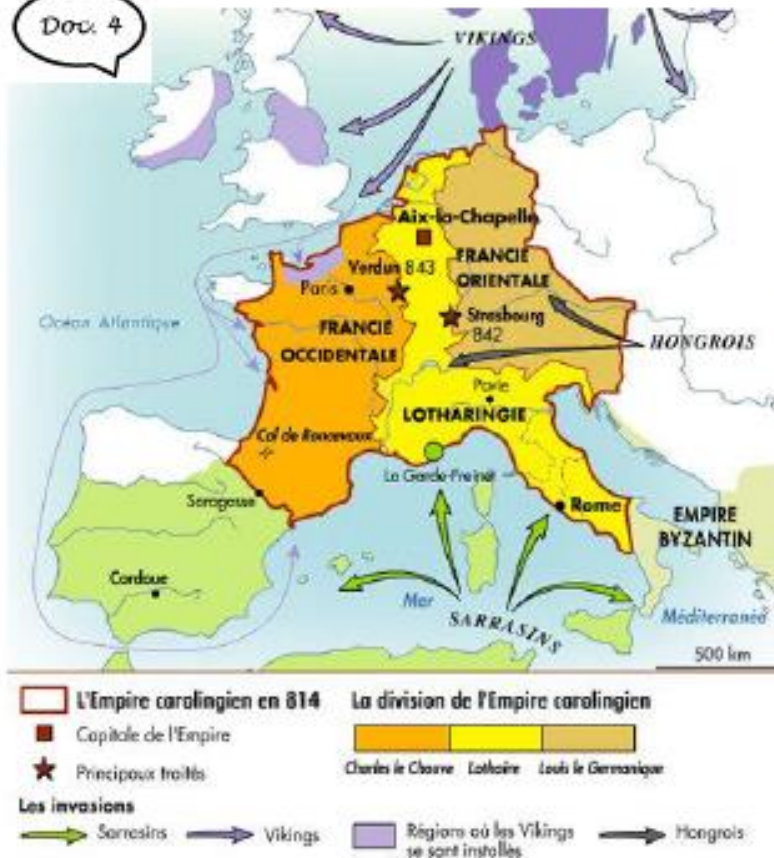 Doc. 4
VIKINGS
Aix-la-Chapelle
Verdun 843
FRANCIE
ORIENTALE
Paris
Strasbourg
842
Océan Atlantique
FRANCIE
OCCIDENTALE
HONGROIS
Pavie
LOTHARINGIE
Col de Roncevaux
La Garde-Freinet
Saragosse
Rome
EMPIRE
BYZANTIN
Cordoue
Mer
Méditerranée
SARRASINS
500 km
L'Empire carolingien en 814
La division de l'Empire carolingien
Capitale de l'Empire
Principaux traités
Charles le Chauve
Lothaire
Louis le Germanique
Les invasions
Sarrasins
Vikings
Régions où les Vikings
se sont installés
Hongrois